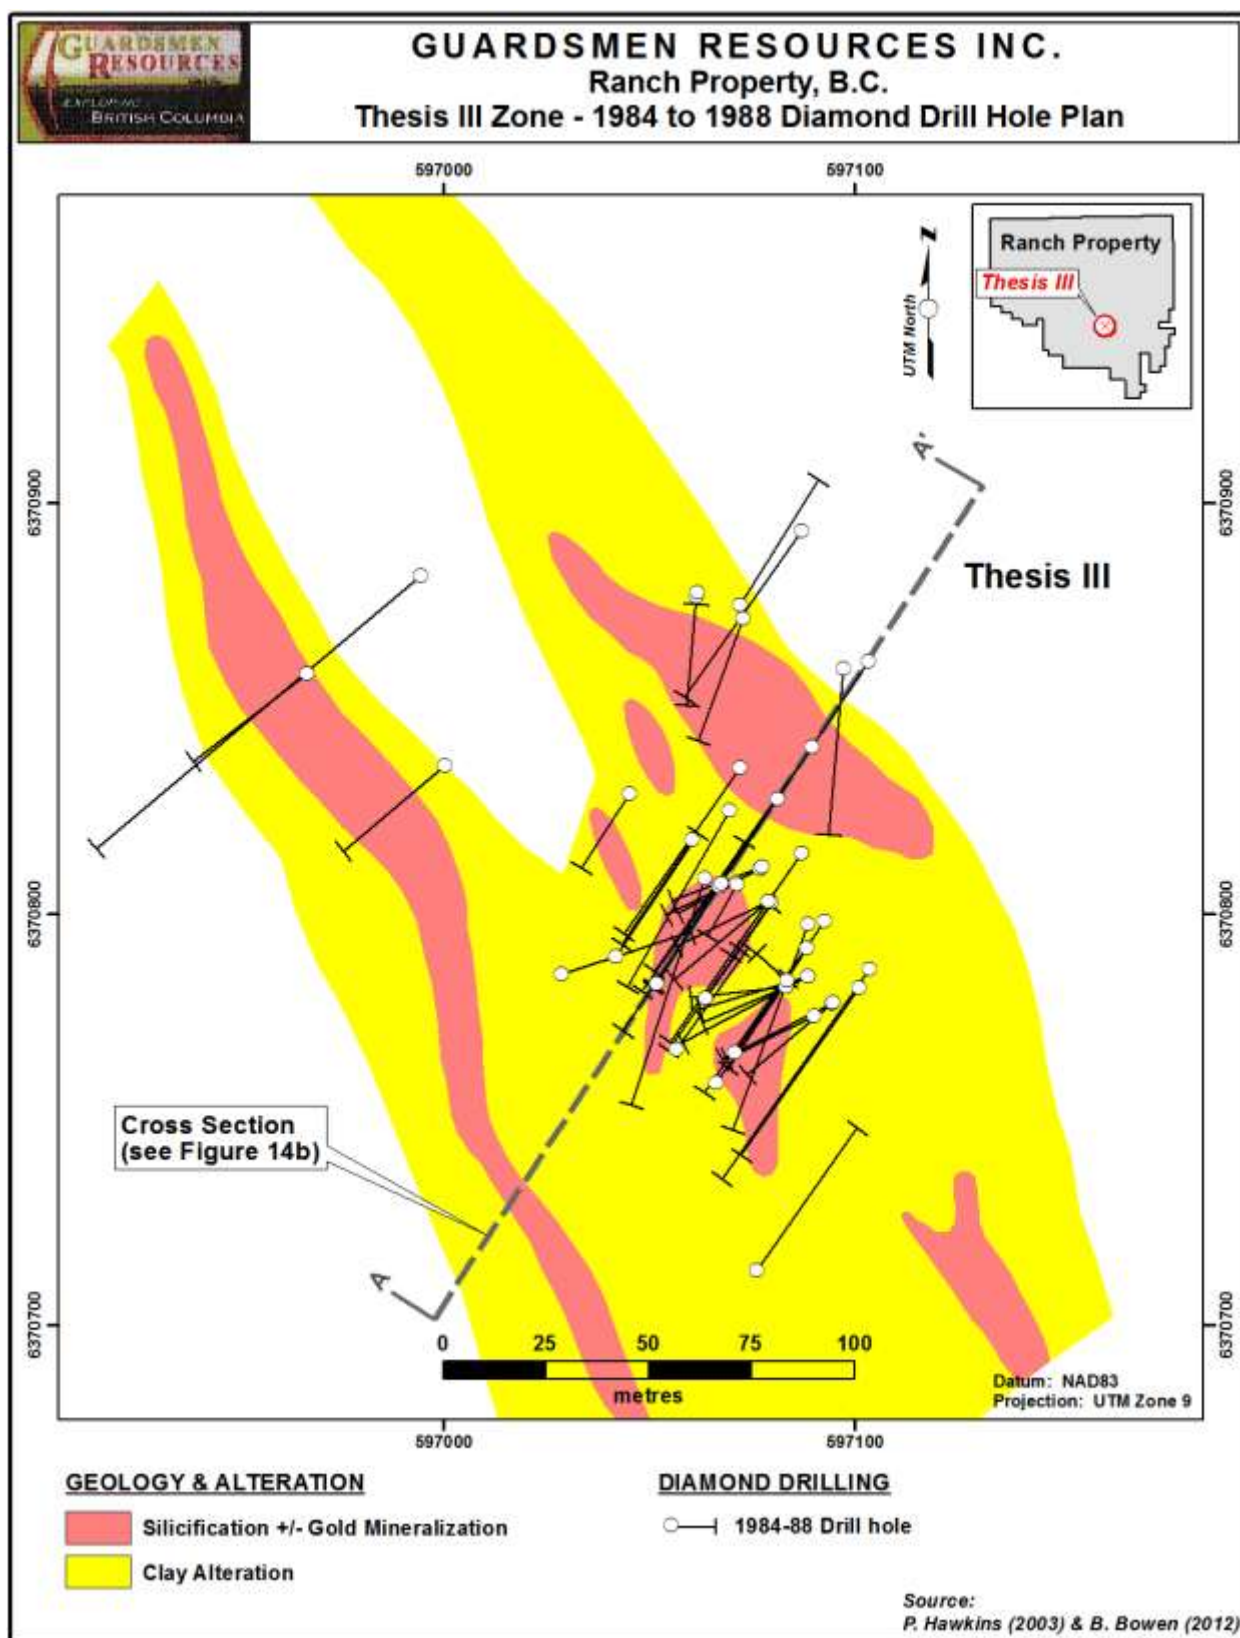 GUARDSMEN
RESOURCES
EXPLORING
BRITISH COLUMBIA
GUARDSMEN RESOURCES INC.
Ranch Property, B.C.
Thesis III Zone - 1984 to 1988 Diamond Drill Hole Plan
597000
597100
N
UTM North
Ranch Property
Thesis III
A'
6370900
6370900
Thesis III
6370800
6370800
Cross Section
(see Figure 14b)
A
6370700
6370700
0 25 50 75 100
metres
Datum: NAD83
Projection: UTM Zone 9
597000
597100
GEOLOGY & ALTERATION
Silicification +/- Gold Mineralization
Clay Alteration
DIAMOND DRILLING
1984-88 Drill hole
Source:
P. Hawkins (2003) & B. Bowen (2012)